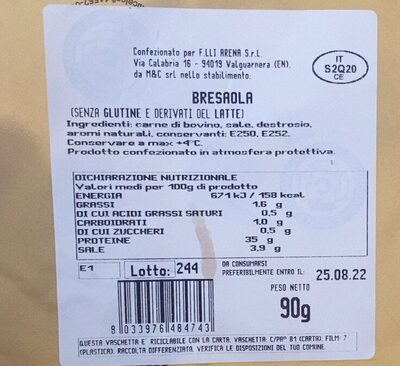 Confezionato per F.LLI ARENA S.r.l.
Via Calabria 16 - 94019 Valguarnera (EN).
da M&C srl nello stabilimento:
IT
S2Q20
CE
BRESAOLA
(SENZA GLUTINE E DERIVATI DEL LATTE)
Ingredienti: carne di bovino, sale, destrosio,
aromi naturali, conservanti: E250, E252.
Conservare a max +4°C.
Prodotto confezionato in atmosfera protettiva.
DICHIARAZIONE NUTRIZIONALE
Valori medi per 100g di prodotto
ENERGIA 671 kJ / 158 kcal
GRASSI 1,6 g
DI CUI ACIDI GRASSI SATURI 0,5 g
CARBOIDRATI 1,0 g
DI CUI ZUCCHERI 0,5 g
PROTEINE 35 g
SALE 3,9 g
E1 Lotto: 244
DA CONSUMARSI
PREFERIBILMENTE ENTRO IL: 25.08.22
PESO NETTO
90g
8 033976 484743
QUESTA VASCHETTA E RICICLABILE CON LA CARTA. VASCHETTA: C/PAP 81 (CARTA). FILM: 7
(PLASTICA). RACCOLTA DIFFERENZIATA. VERIFICA LE DISPOSIZIONI DEL TUO COMUNE.